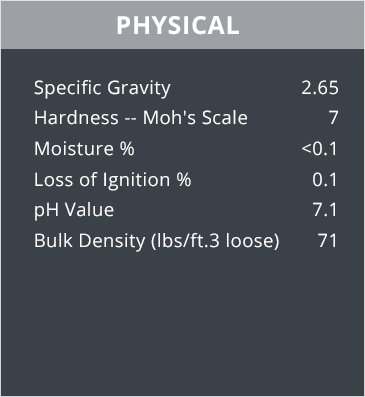 PHYSICAL
Specific Gravity 2.65
Hardness -- Moh's Scale 7
Moisture % <0.1
Loss of Ignition % 0.1
pH Value 7.1
Bulk Density (lbs/ft.3 loose) 71